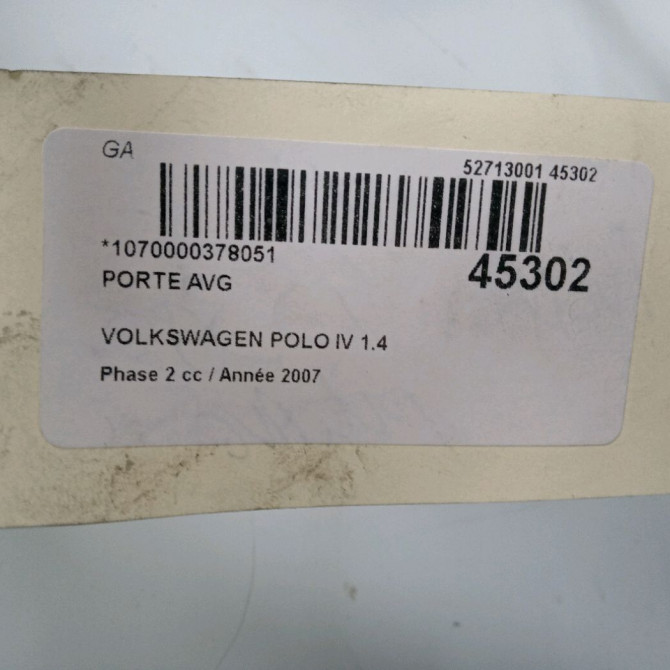 GA
52713001 45302
*1070000378051
45302
PORTE AVG
VOLKSWAGEN POLO IV 1.4
Phase 2 cc / Année 2007